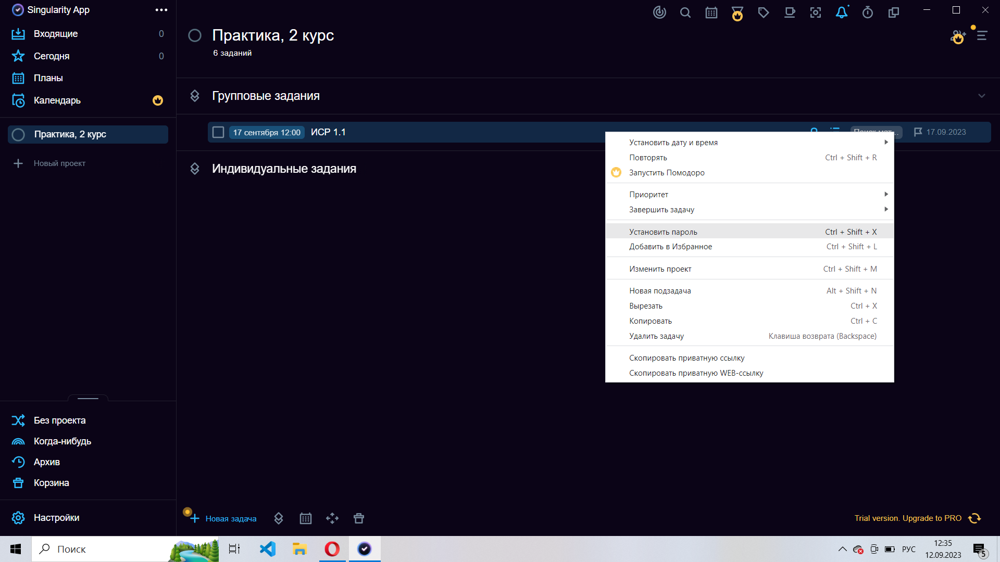 Singularity App
Входящие 0
Сегодня 0
Планы
Календарь
Практика, 2 курс
Новый проект
Без проекта
Когда-нибудь
Архив
Корзина
Настройки
Практика, 2 курс
6 заданий
Групповые задания
17 сентября 12:00 ИСР 1.1 17.09.2023
Индивидуальные задания
Установить дату и время
Повторять Ctrl + Shift + R
Запустить Помодоро
Приоритет
Завершить задачу
Установить пароль Ctrl + Shift + X
Добавить в Избранное Ctrl + Shift + L
Изменить проект Ctrl + Shift + M
Новая подзадача Alt + Shift + N
Вырезать Ctrl + X
Копировать Ctrl + C
Удалить задачу Клавиша возврата (Backspace)
Скопировать приватную ссылку
Скопировать приватную WEB-ссылку
Новая задача
Trial version. Upgrade to PRO
Поиск
РУС
12:35
12.09.2023
5